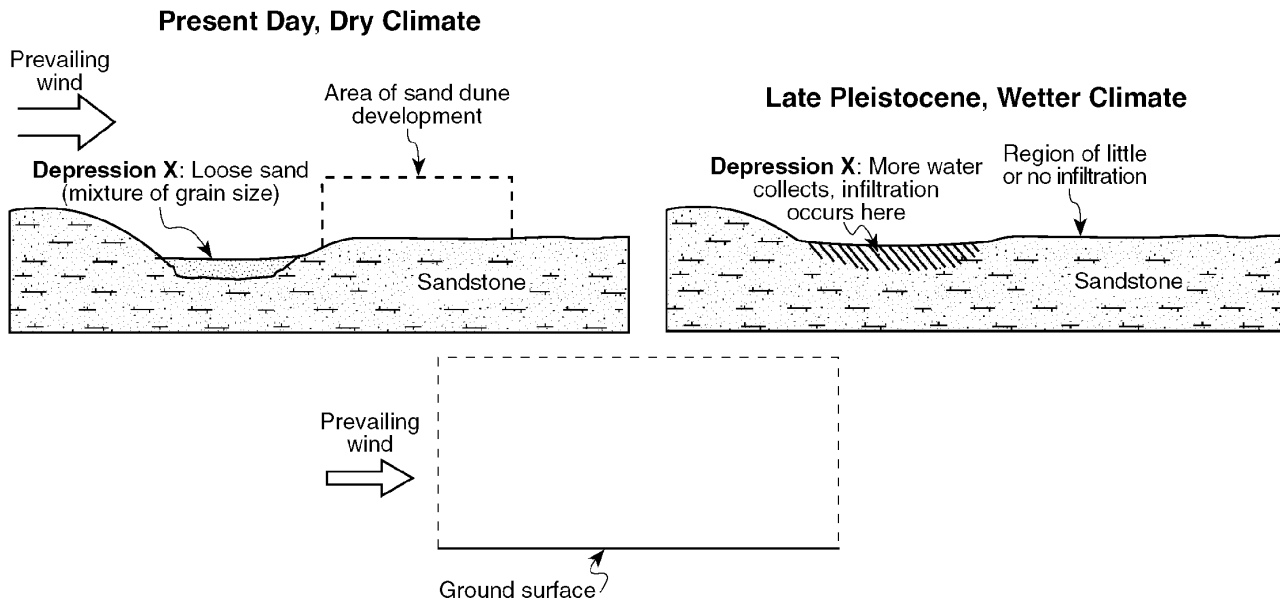 Present Day, Dry Climate
Prevailing
wind
Area of sand dune
development
Depression X: Loose sand
(mixture of grain size)
Sandstone
Late Pleistocene, Wetter Climate
Depression X: More water
collects, infiltration
occurs here
Region of little
or no infiltration
Sandstone
Prevailing
wind
Ground surface